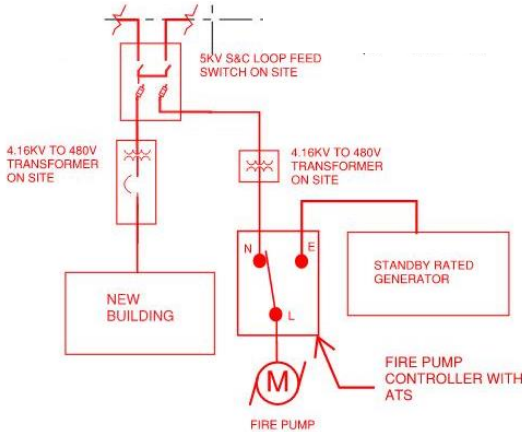 5KV S&C LOOP FEED
SWITCH ON SITE
4.16KV TO 480V
TRANSFORMER
ON SITE
4.16KV TO 480V
TRANSFORMER
ON SITE
N
E
L
STANDBY RATED
GENERATOR
NEW
BUILDING
M
FIRE PUMP
FIRE PUMP
CONTROLLER WITH
ATS